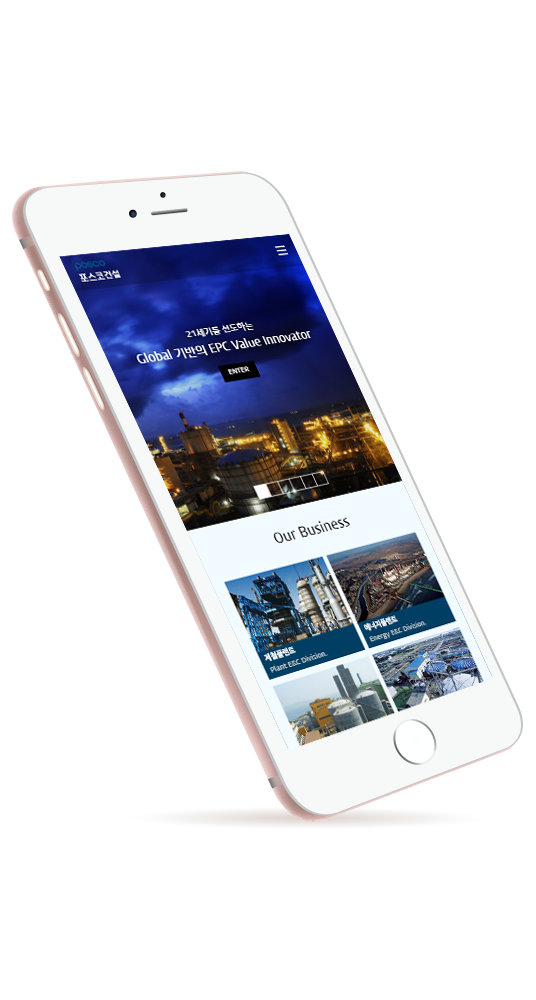 posco
포스코건설
21세기를 선도하는
Global 기반의 EPC Value Innovator
ENTER
Our Business
제철플랜트
Plant E&C Division.
에너지플랜트
Energy E&C Division.